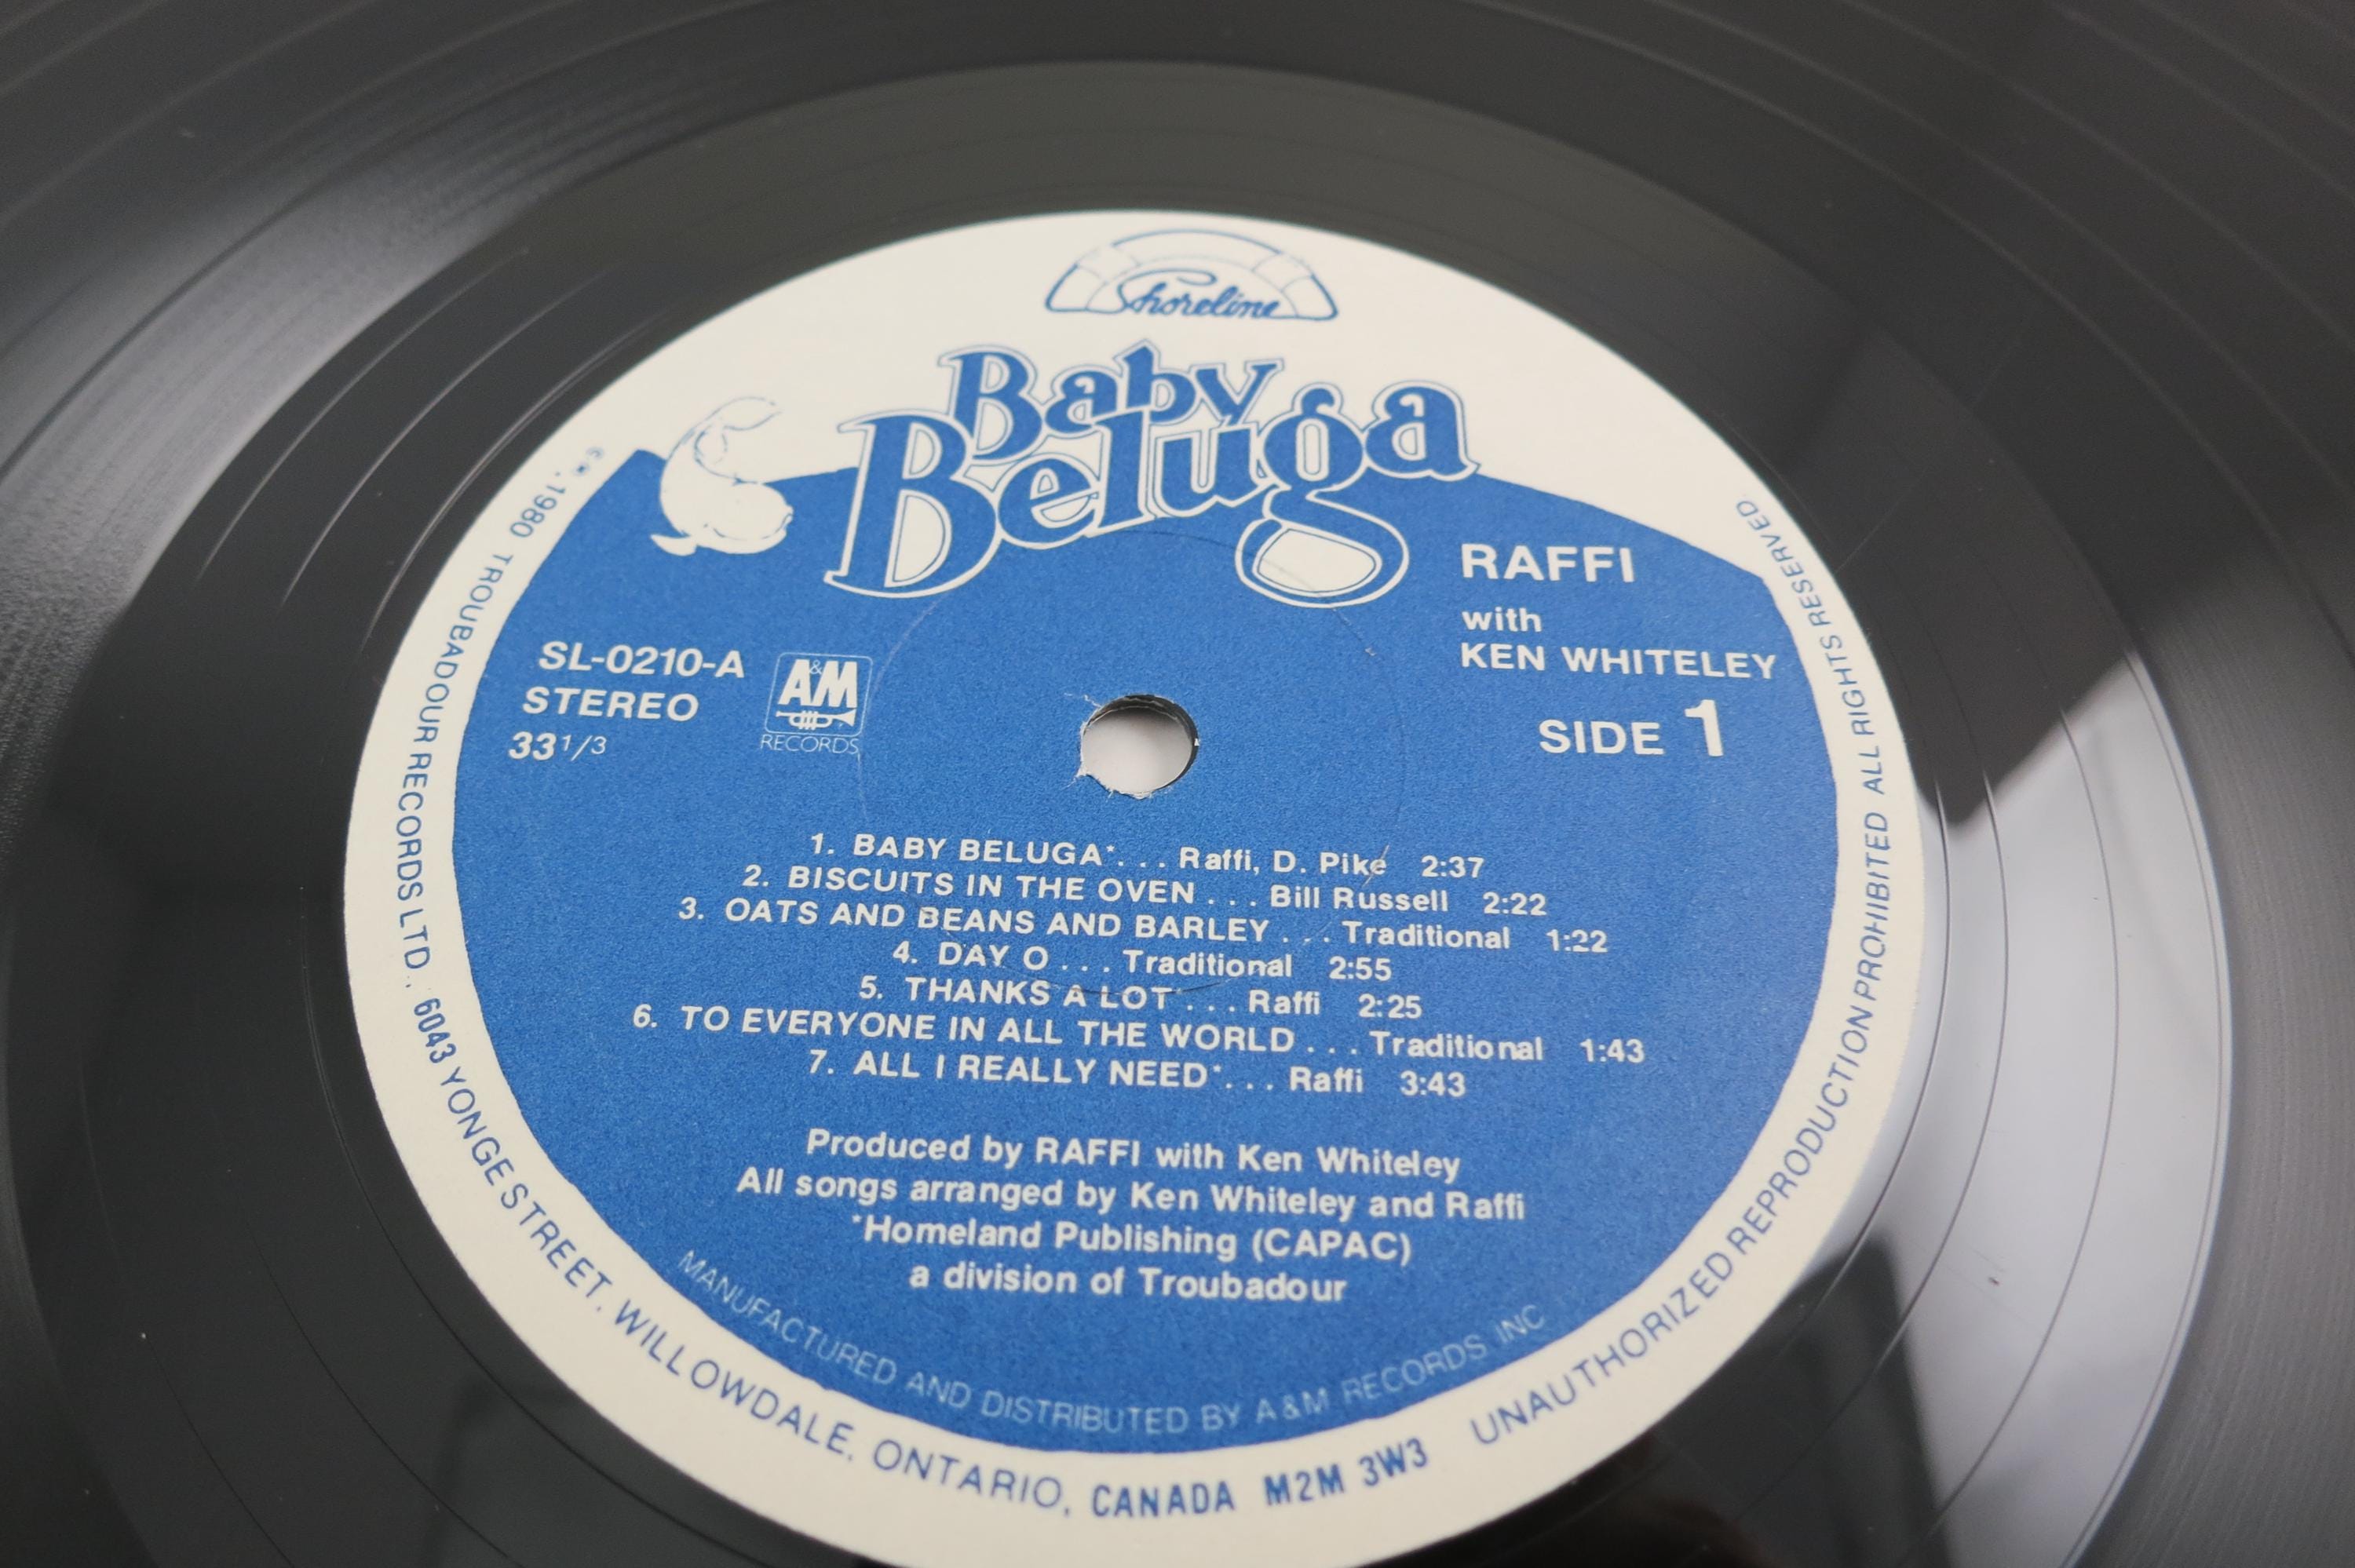 Shoreline
Baby
Beluga
RAFFI
with
KEN WHITELEY
SIDE 1
SL-0210-A
STEREO
33 1/3
A&M
RECORDS
1. BABY BELUGA*. . . Raffi, D. Pike 2:37
2. BISCUITS IN THE OVEN . . . Bill Russell 2:22
3. OATS AND BEANS AND BARLEY . . . Traditional 1:22
4. DAY O . . . Traditional 2:55
5. THANKS A LOT*. . . Raffi 2:25
6. TO EVERYONE IN ALL THE WORLD . . . Traditional 1:43
7. ALL I REALLY NEED*. . . Raffi 3:43
Produced by RAFFI with Ken Whiteley
All songs arranged by Ken Whiteley and Raffi
*Homeland Publishing (CAPAC)
a division of Troubadour
MANUFACTURED AND DISTRIBUTED BY A&M RECORDS INC
1980 TROUBADOUR RECORDS LTD., 6043 YONGE STREET, WILLOWDALE, ONTARIO, CANADA M2M 3W3 UNAUTHORIZED REPRODUCTION PROHIBITED ALL RIGHTS RESERVED.